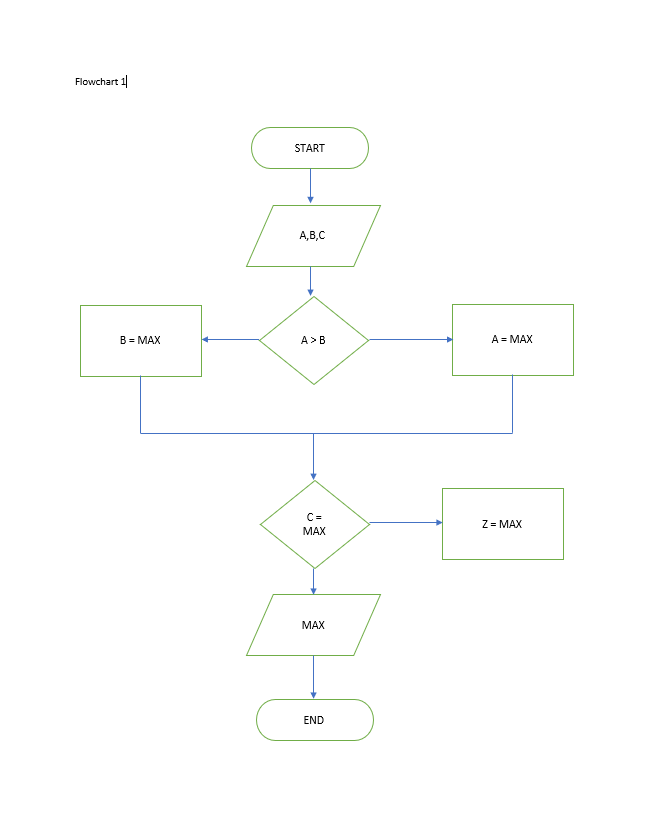 Flowchart 1
START
A,B,C
B = MAX
A > B
A = MAX
C =
MAX
Z = MAX
MAX
END